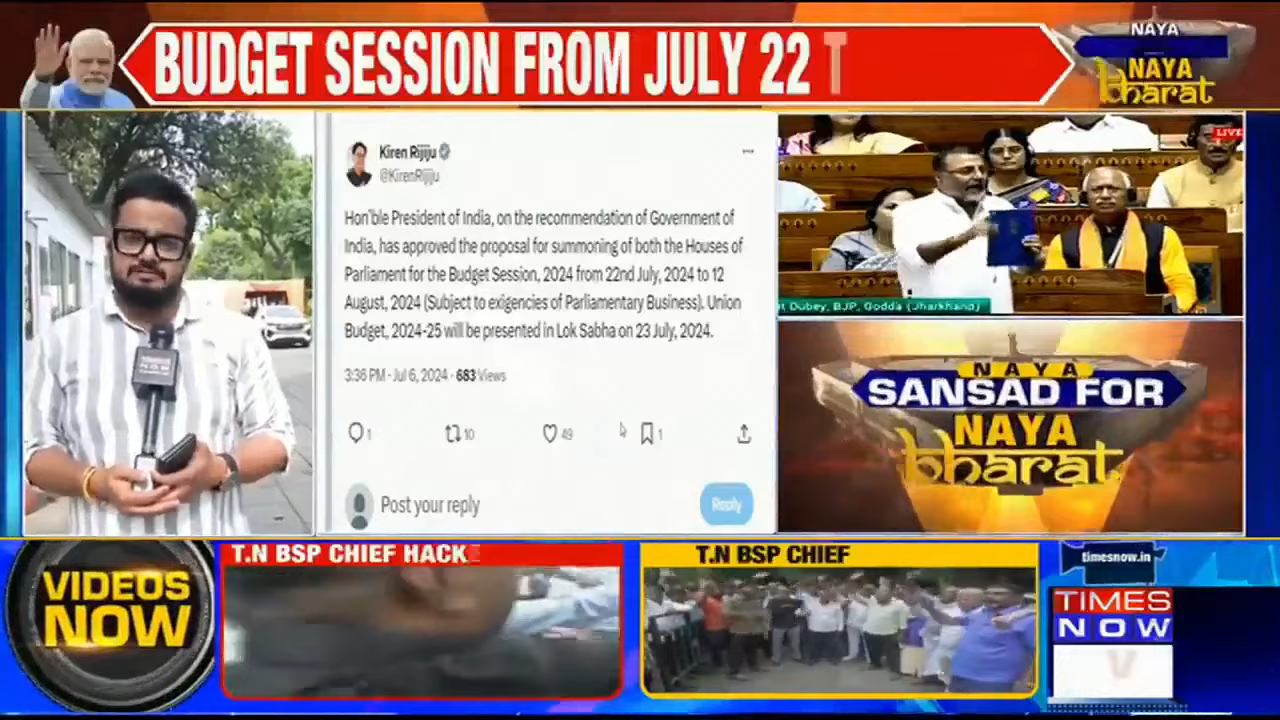 BUDGET SESSION FROM JULY 22 T
NAYA
NAYA
bharat
Kiren Rijiju
@KirenRijiju
Hon'ble President of India, on the recommendation of Government of
India, has approved the proposal for summoning of both the Houses of
Parliament for the Budget Session, 2024 from 22nd July, 2024 to 12
August, 2024 (Subject to exigencies of Parliamentary Business). Union
Budget, 2024-25 will be presented in Lok Sabha on 23 July, 2024.
3:36 PM · Jul 6, 2024 · 683 Views
1
10
49
1
Post your reply
Reply
LIVE
t Dubey, BJP, Godda (Jharkhand)
NAYA
SANSAD FOR
NAYA
bharat
TIMES
NOW
VIDEOS
NOW
T.N BSP CHIEF HACK
T.N BSP CHIEF
timesnow.in
TIMES
NOW
V